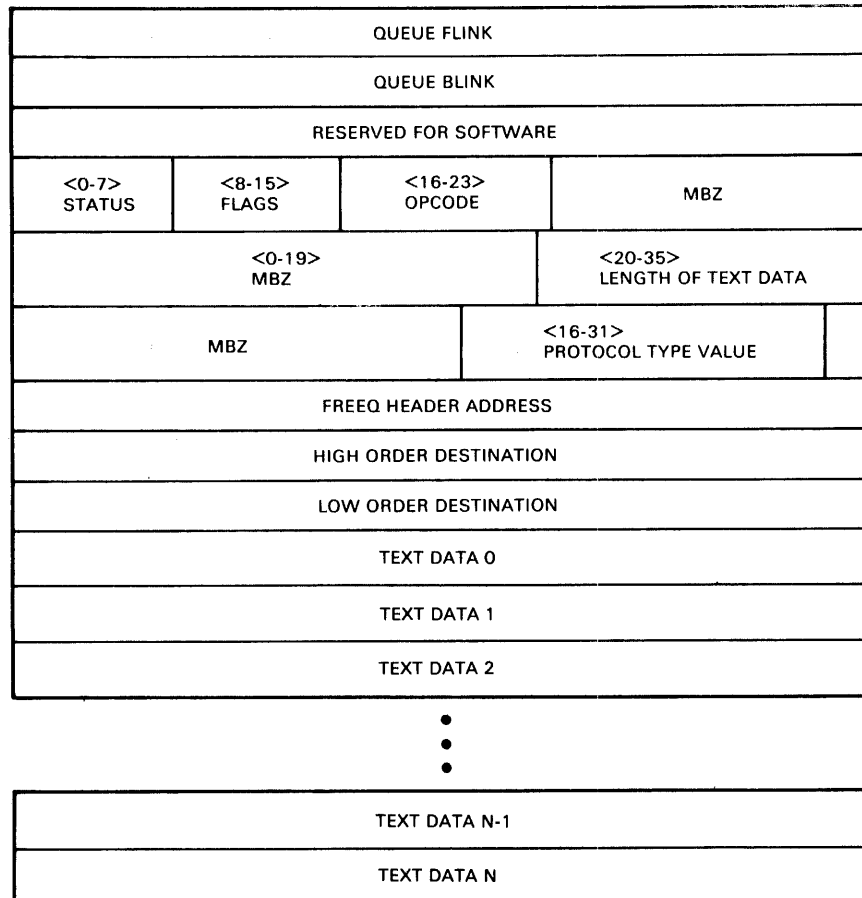 QUEUE FLINK
QUEUE BLINK
RESERVED FOR SOFTWARE
<0-7> <8-15> <16-23>
STATUS FLAGS OPCODE MBZ
<0-19> <20-35>
MBZ LENGTH OF TEXT DATA
<16-31>
MBZ PROTOCOL TYPE VALUE
FREEQ HEADER ADDRESS
HIGH ORDER DESTINATION
LOW ORDER DESTINATION
TEXT DATA 0
TEXT DATA 1
TEXT DATA 2
TEXT DATA N-1
TEXT DATA N